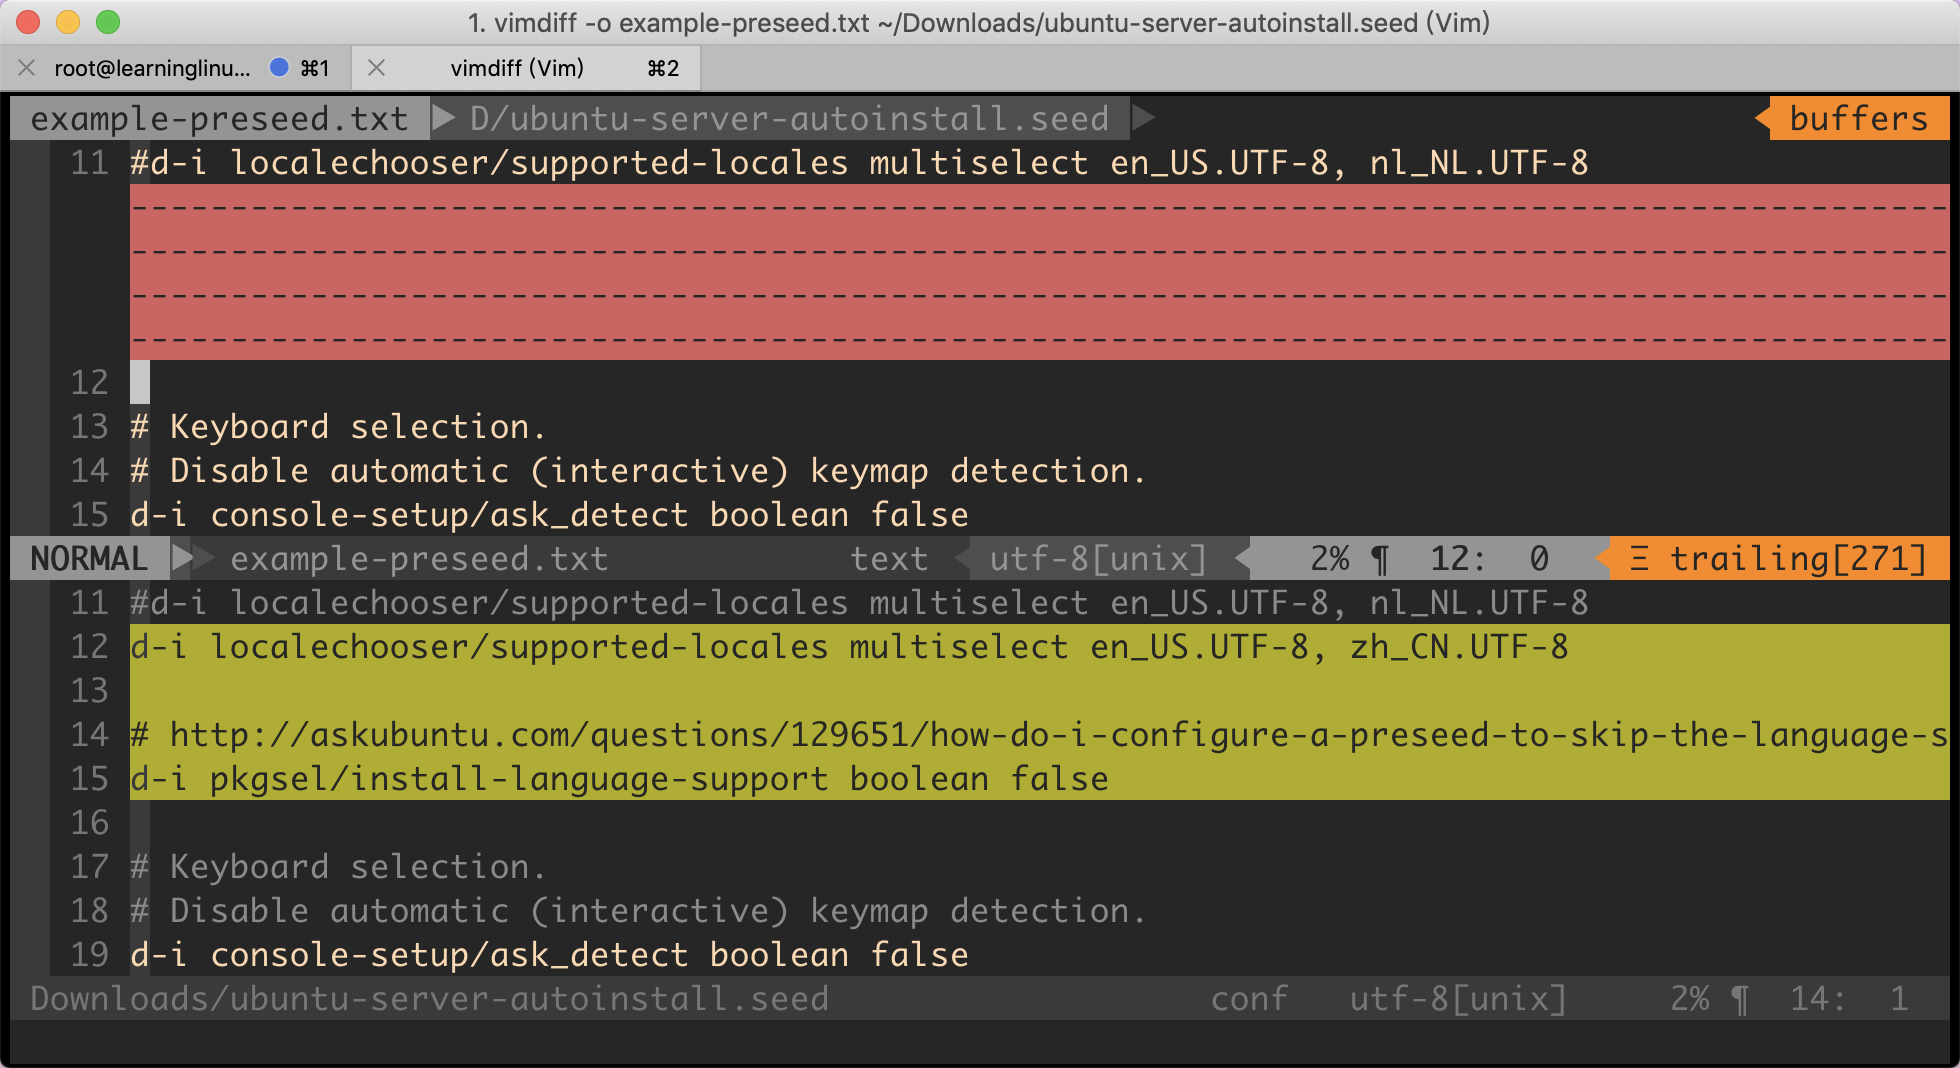 1. vimdiff -o example-preseed.txt ~/Downloads/ubuntu-server-autoinstall.seed (Vim)
root@learninglinu... ⌘1 vimdiff (Vim) ⌘2
example-preseed.txt D/ubuntu-server-autoinstall.seed buffers
11 #d-i localechooser/supported-locales multiselect en_US.UTF-8, nl_NL.UTF-8
-------------------------------------------------------------------------------------------
-------------------------------------------------------------------------------------------
-------------------------------------------------------------------------------------------
-------------------------------------------------------------------------------------------
12
13 # Keyboard selection.
14 # Disable automatic (interactive) keymap detection.
15 d-i console-setup/ask_detect boolean false
NORMAL example-preseed.txt text utf-8[unix] 2% ¶ 12: 0 Ξ trailing[271]
11 #d-i localechooser/supported-locales multiselect en_US.UTF-8, nl_NL.UTF-8
12 d-i localechooser/supported-locales multiselect en_US.UTF-8, zh_CN.UTF-8
13
14 # http://askubuntu.com/questions/129651/how-do-i-configure-a-preseed-to-skip-the-language-s
15 d-i pkgsel/install-language-support boolean false
16
17 # Keyboard selection.
18 # Disable automatic (interactive) keymap detection.
19 d-i console-setup/ask_detect boolean false
Downloads/ubuntu-server-autoinstall.seed conf utf-8[unix] 2% ¶ 14: 1